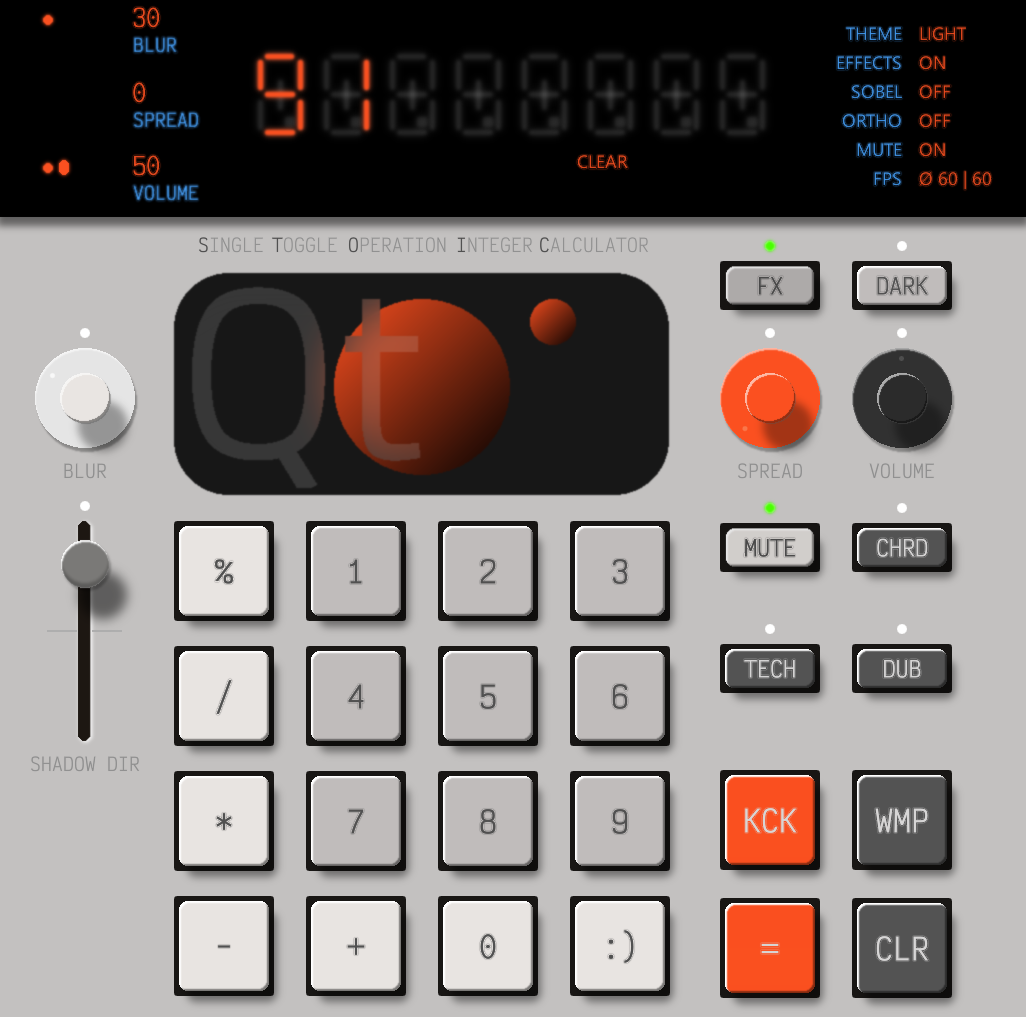 30
BLUR
0
SPREAD
50
VOLUME
91
CLEAR
THEME LIGHT
EFFECTS ON
SOBEL OFF
ORTHO OFF
MUTE ON
FPS Ø 60 | 60
SINGLE TOGGLE OPERATION INTEGER CALCULATOR
Qt
FX DARK
BLUR
SPREAD VOLUME
MUTE CHRD
TECH DUB
SHADOW DIR
% 1 2 3
/ 4 5 6
* 7 8 9
- + 0 :)
KCK WMP
= CLR